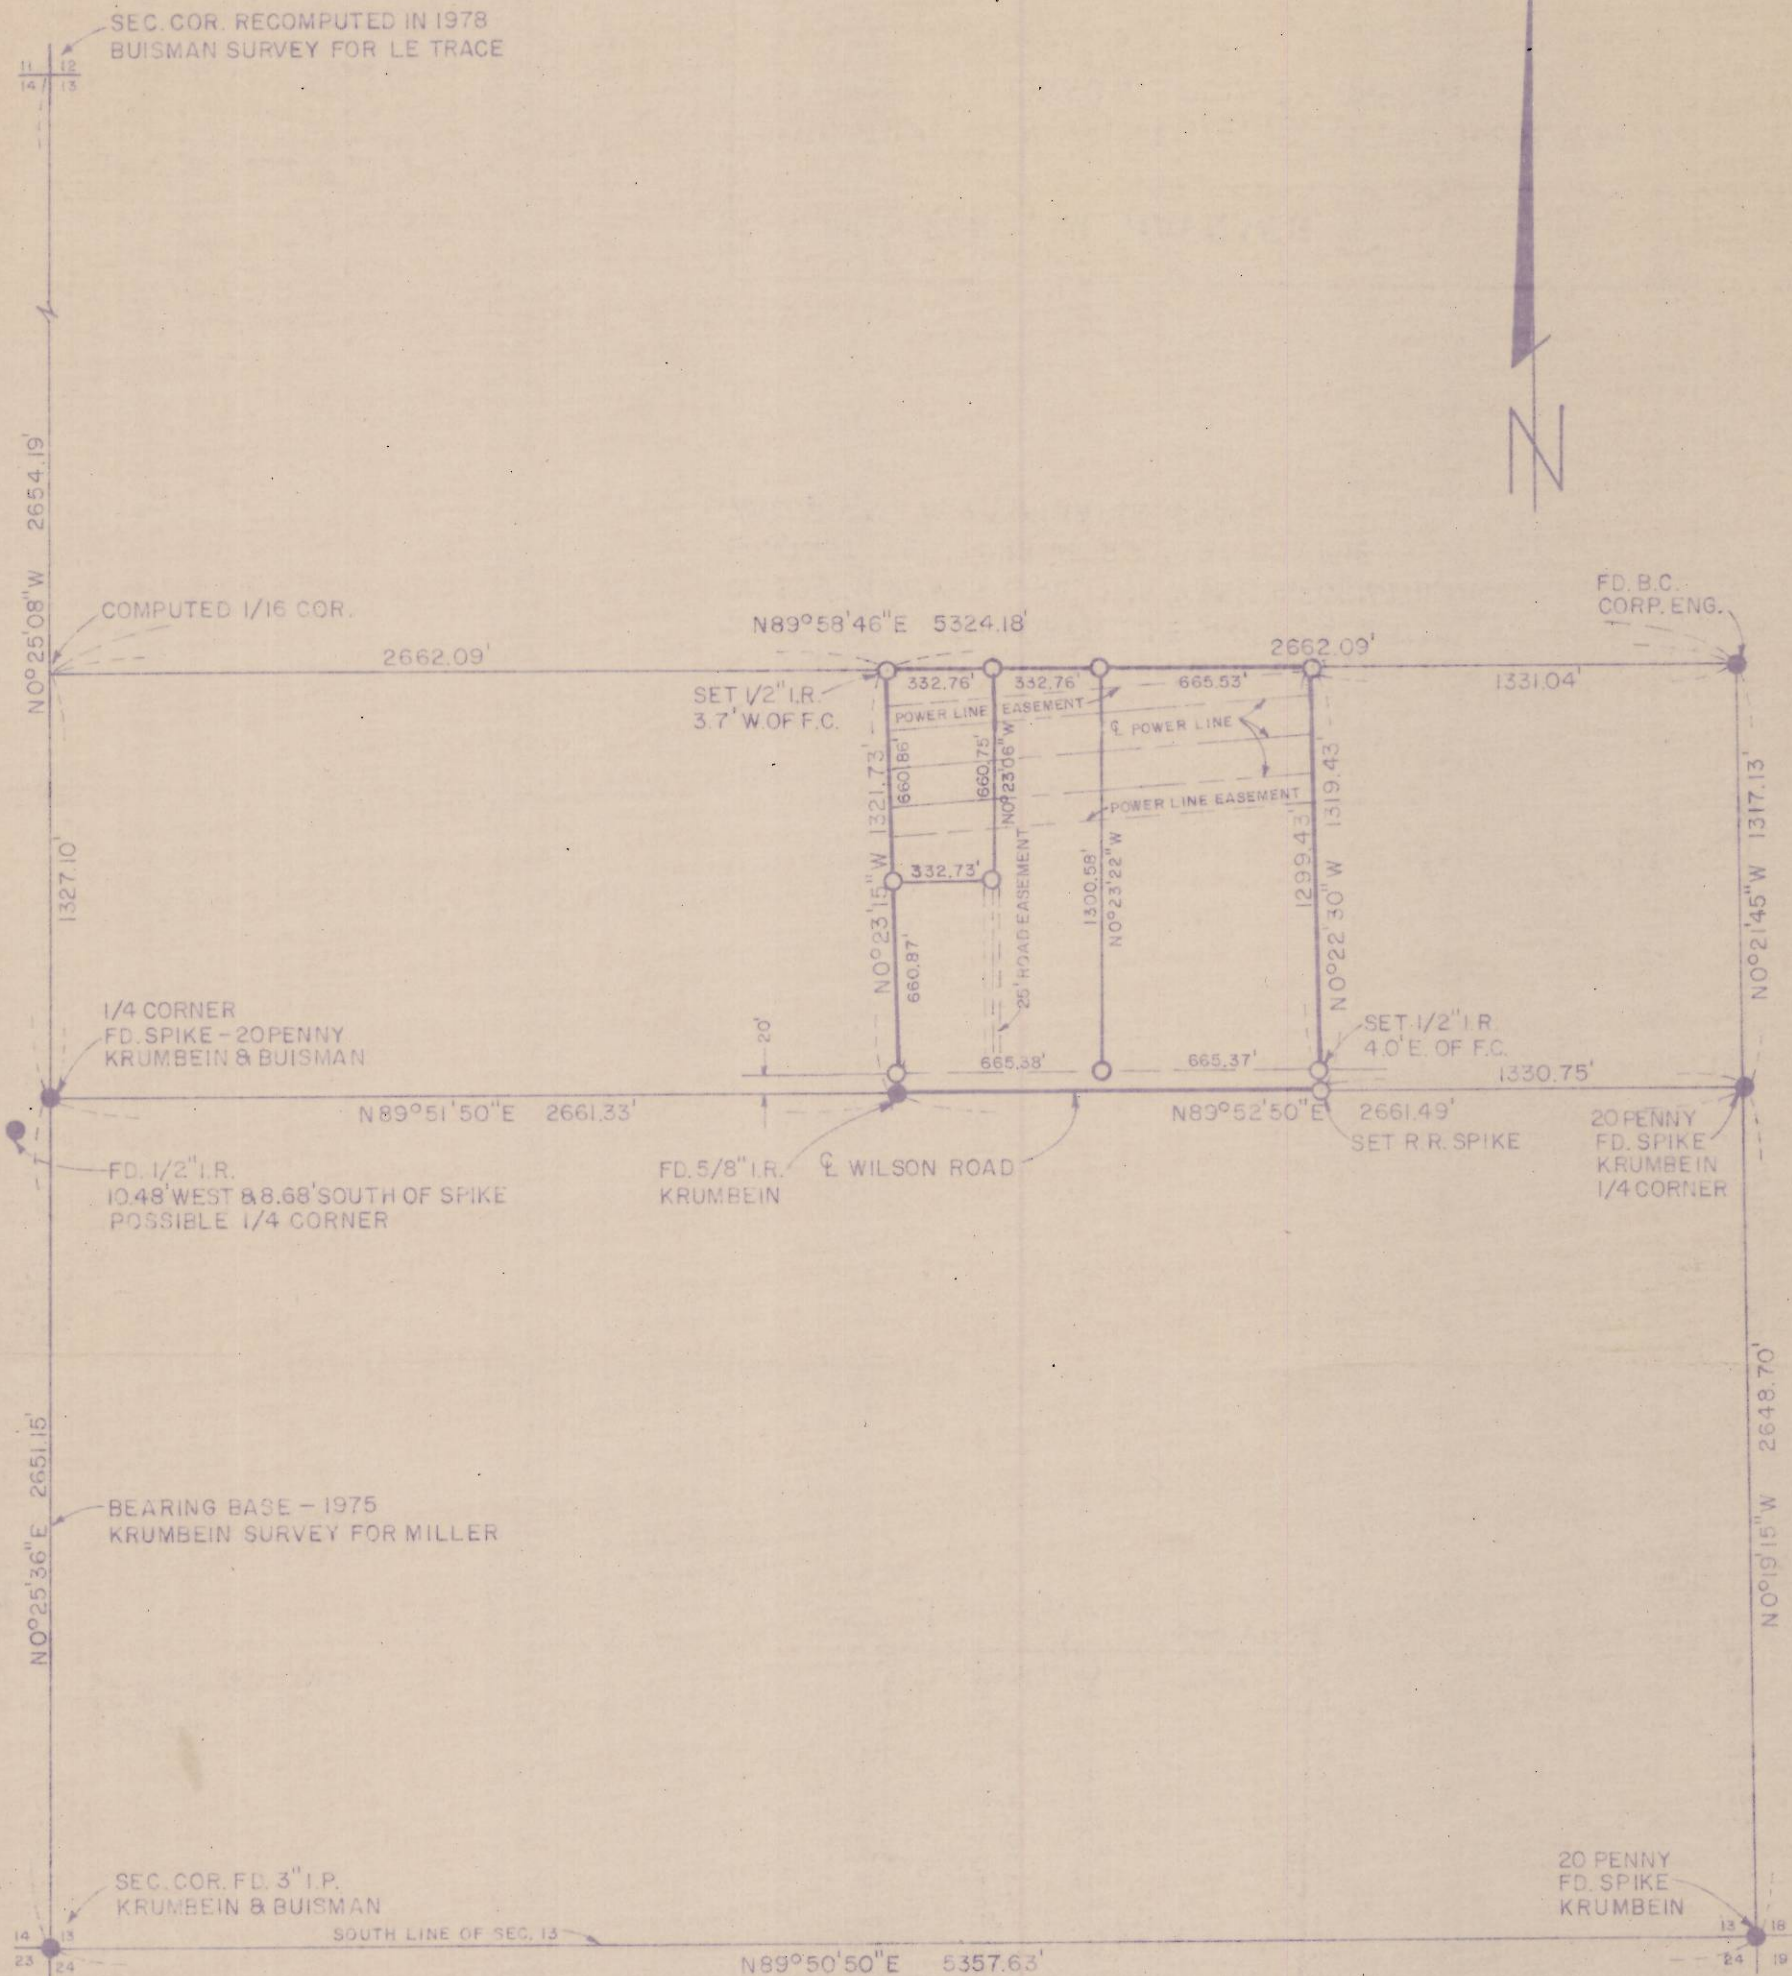 SEC. COR. RECOMPUTED IN 1978
BUISMAN SURVEY FOR LE TRACE
11 12
14 13
N
N0°25'08"W 2654.19'
COMPUTED 1/16 COR.
FD. B.C.
CORP. ENG.
N89°58'46"E 5324.18'
2662.09'
2662.09'
332.76'
332.76'
665.53'
1331.04'
SET 1/2" I.R.
3.7' W. OF F.C.
POWER LINE EASEMENT
℄ POWER LINE
POWER LINE EASEMENT
1327.10'
N0°23'15"W 1321.73'
660.86'
660.75'
N0°23'06"W
332.73'
660.87'
25' ROAD EASEMENT
1300.58'
N0°23'22"W
1299.43'
N0°22'30"W 1319.43'
N0°21'45"W 1317.13'
1/4 CORNER
FD. SPIKE - 20 PENNY
KRUMBEIN & BUISMAN
20'
665.38'
665.37'
SET 1/2" I.R.
4.0' E. OF F.C.
1330.75'
N89°51'50"E 2661.33'
N89°52'50"E 2661.49'
SET R.R. SPIKE
20 PENNY
FD. SPIKE
KRUMBEIN
1/4 CORNER
FD. 1/2" I.R.
10.48' WEST & 8.68' SOUTH OF SPIKE
POSSIBLE 1/4 CORNER
FD. 5/8" I.R.
KRUMBEIN
℄ WILSON ROAD
N0°25'36"E 2651.15'
BEARING BASE - 1975
KRUMBEIN SURVEY FOR MILLER
N0°19'15"W 2648.70'
SEC. COR. FD. 3" I.P.
KRUMBEIN & BUISMAN
20 PENNY
FD. SPIKE
KRUMBEIN
14 13
23 24
SOUTH LINE OF SEC. 13
N89°50'50"E 5357.63'
13 18
24 19